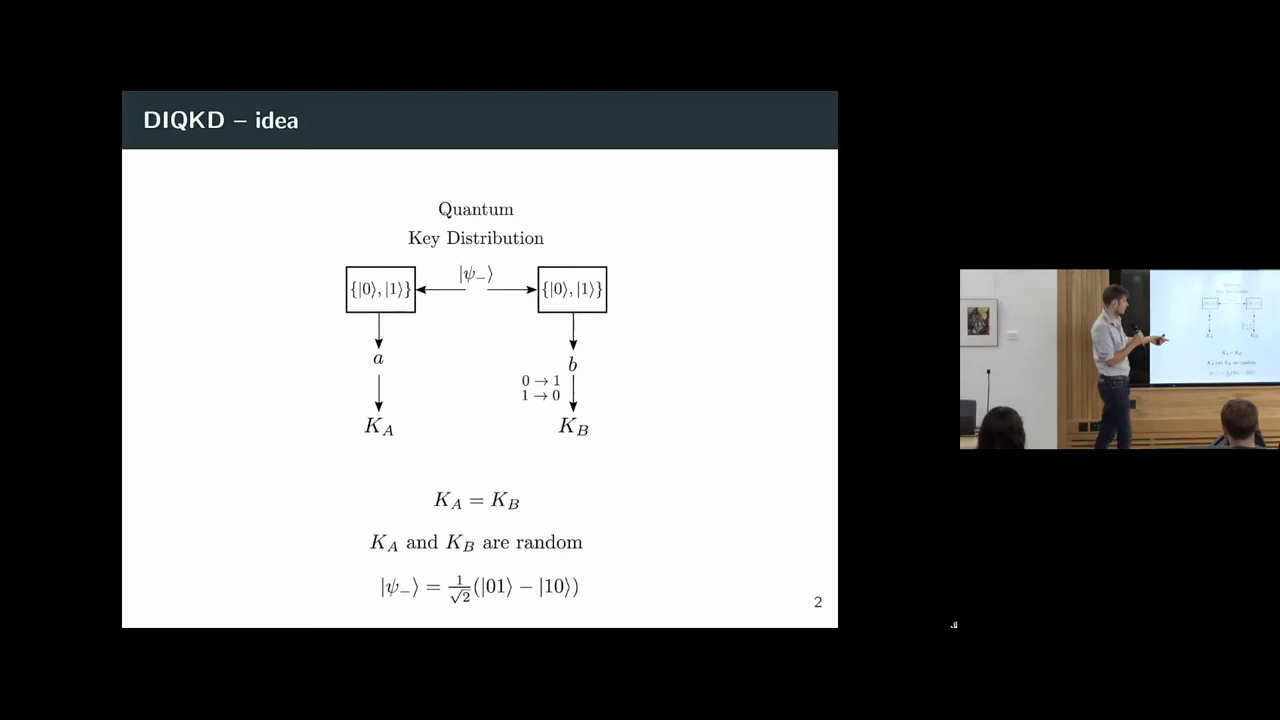 DIQKD – idea
Quantum
Key Distribution
|ψ₋⟩
{|0⟩, |1⟩} {|0⟩, |1⟩}
a b
0 → 1
1 → 0
K_A K_B
K_A = K_B
K_A and K_B are random
|ψ₋⟩ = 1/√2(|01⟩ − |10⟩)
2